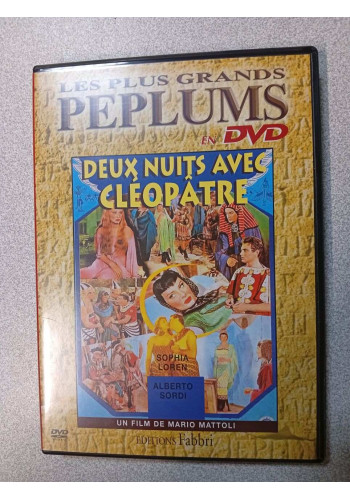 LES PLUS GRANDS
PEPLUMS
EN DVD
DEUX NUITS AVEC
CLÉOPÂTRE
SOPHIA
LOREN
ALBERTO
SORDI
UN FILM DE MARIO MATTOLI
DVD
EDITIONS Fabbri